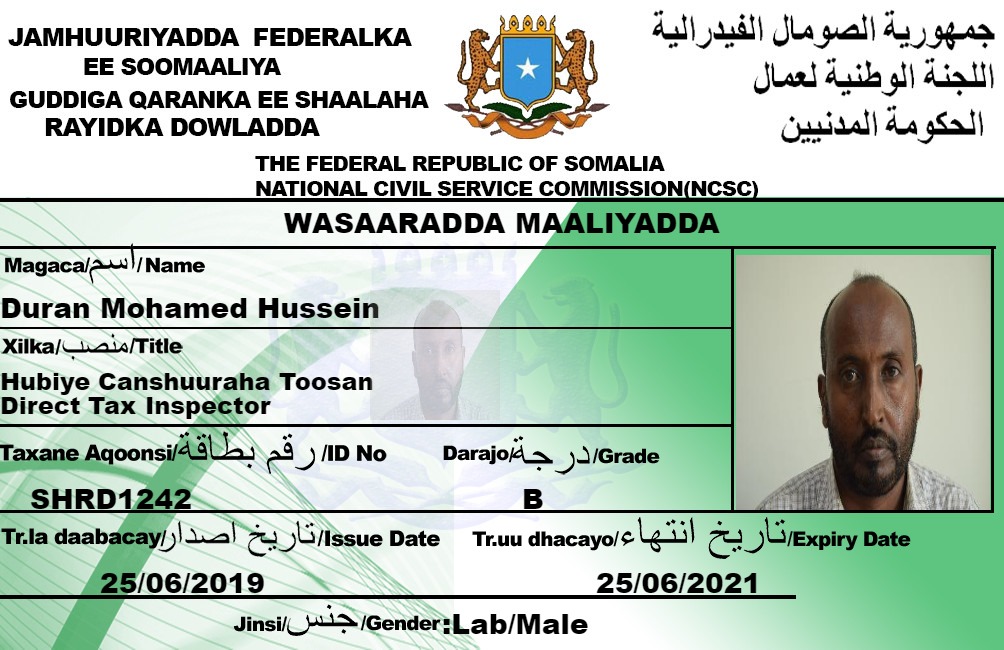 JAMHUURIYADDA FEDERALKA
EE SOOMAALIYA
GUDDIGA QARANKA EE SHAALAHA
RAYIDKA DOWLADDA
جمهورية الصومال الفيدرالية
اللجنة الوطنية لعمال
الحكومة المدنيين
THE FEDERAL REPUBLIC OF SOMALIA
NATIONAL CIVIL SERVICE COMMISSION(NCSC)
WASAARADDA MAALIYADDA
Magaca/اسم/Name
Duran Mohamed Hussein
Xilka/منصب/Title
Hubiye Canshuuraha Toosan
Direct Tax Inspector
Taxane Aqoonsi/رقم بطاقة/ID No
Darajo/درجة/Grade
SHRD1242
B
Tr.la daabacay/تاريخ اصدار/Issue Date
Tr.uu dhacayo/تاريخ انتهاء/Expiry Date
25/06/2019
25/06/2021
Jinsi/جنس/Gender:Lab/Male